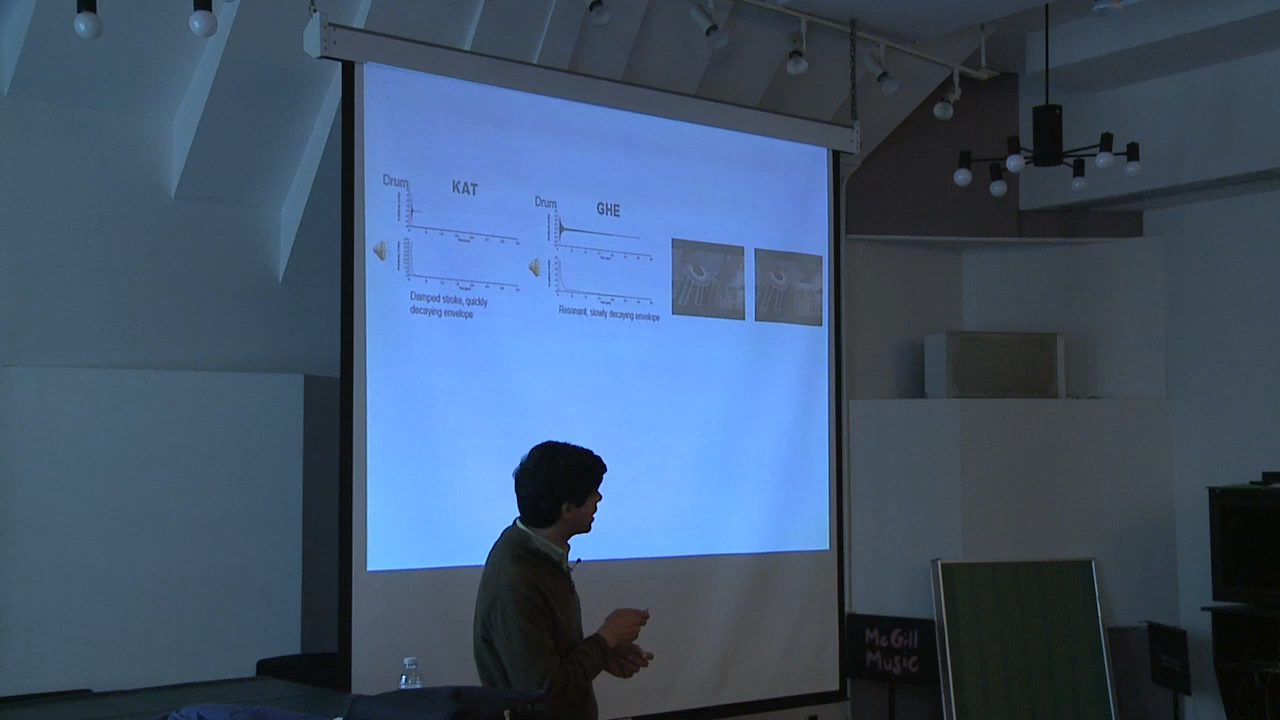 Drum
KAT
Damped stroke, quickly
decaying envelope
Drum
GHE
Resonant, slowly decaying envelope
McGill
Music